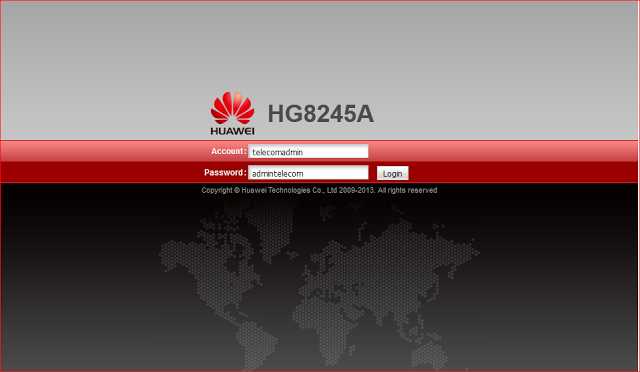 HUAWEI
HG8245A
Account: telecomadmin
Password: admintelecom Login
Copyright © Huawei Technologies Co., Ltd 2009-2013. All rights reserved